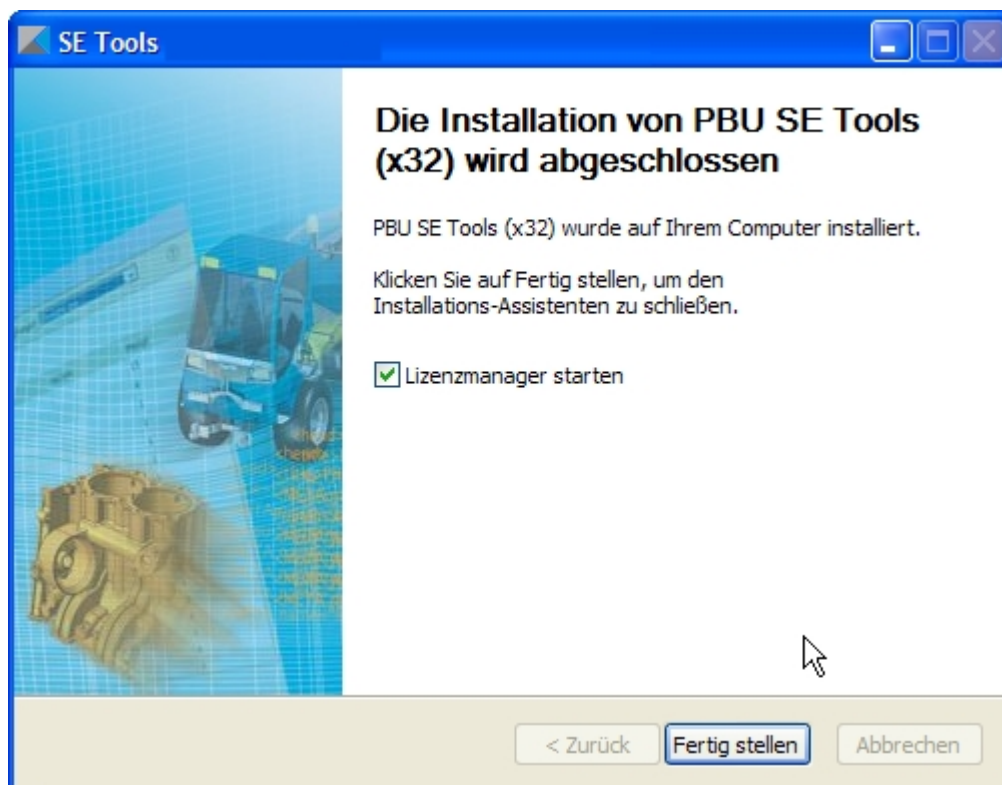 SE Tools
Die Installation von PBU SE Tools
(x32) wird abgeschlossen
PBU SE Tools (x32) wurde auf Ihrem Computer installiert.
Klicken Sie auf Fertig stellen, um den
Installations-Assistenten zu schließen.
Lizenzmanager starten
< Zurück Fertig stellen Abbrechen